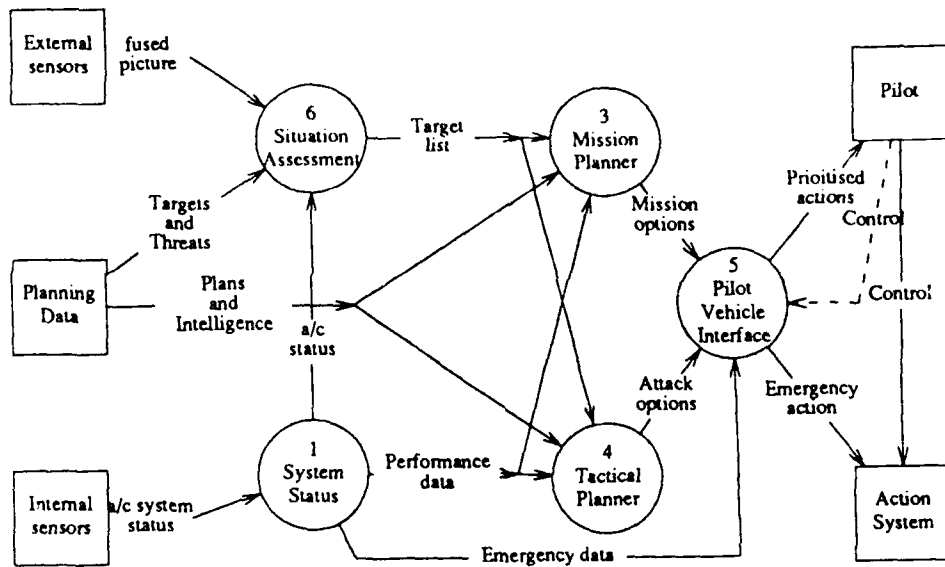 External
sensors
fused
picture
6
Situation
Assessment
Target
list
3
Mission
Planner
Pilot
Targets
and
Threats
Mission
options
Prioitised
actions
Control
Planning
Data
Plans
and
Intelligence
a/c
status
5
Pilot
Vehicle
Interface
Control
Attack
options
Emergency
action
1
System
Status
Performance
data
4
Tactical
Planner
Internal
sensors
a/c system
status
Action
System
Emergency data